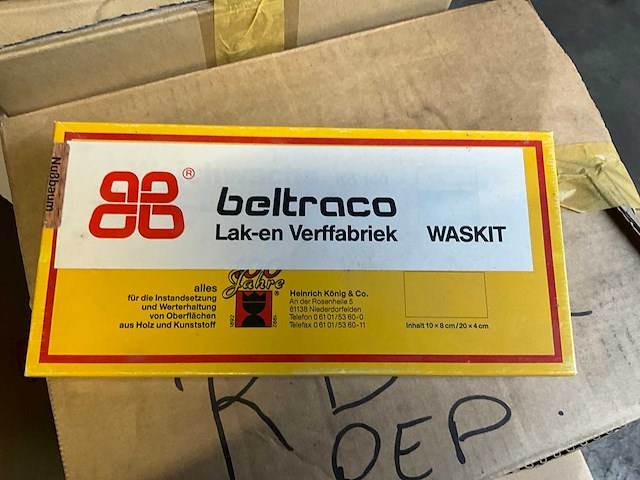 Nußbaum
®
beltraco
Lak-en Verffabriek WASKIT
alles
für die Instandsetzung
und Werterhaltung
von Oberflächen
aus Holz und Kunststoff
Jahre
®
1892
1992
Heinrich König & Co.
An der Rosenhelle 5
61138 Niederdorfelden
Telefon 0 61 01/53 60-0
Telefax 0 61 01/53 60-11
Inhalt 10 × 8 cm / 20 × 4 cm
DEP.